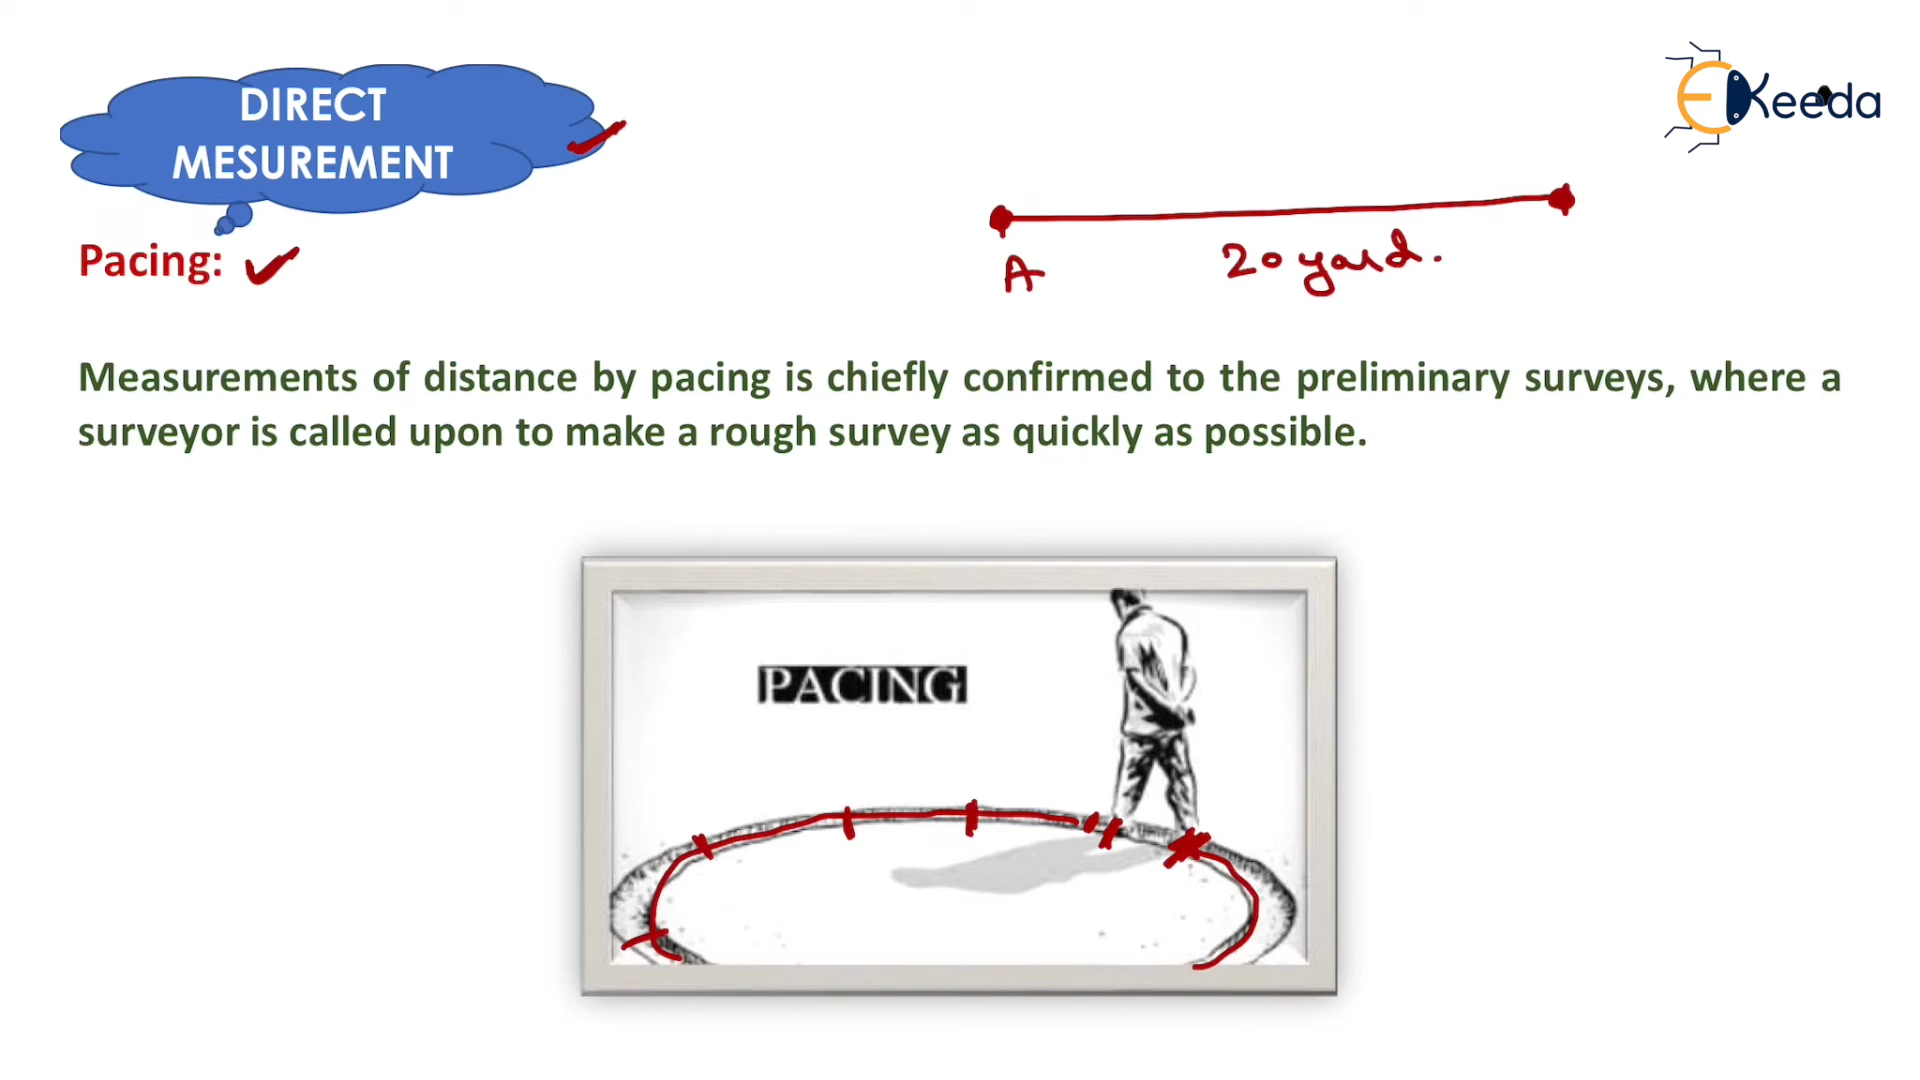 DIRECT
MESUREMENT
EKeeda
Pacing:
A
20 yard.
Measurements of distance by pacing is chiefly confirmed to the preliminary surveys, where a
surveyor is called upon to make a rough survey as quickly as possible.
PACING